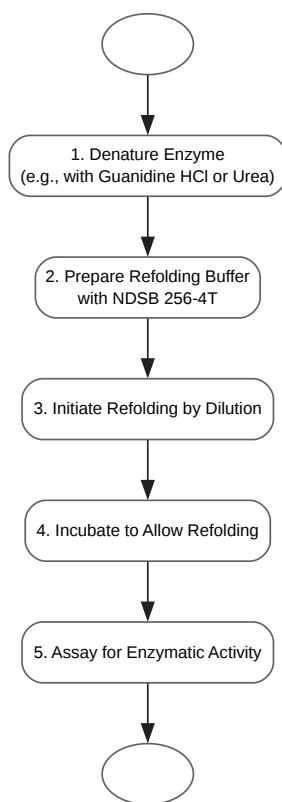 1. Denature Enzyme
(e.g., with Guanidine HCl or Urea)
2. Prepare Refolding Buffer
with NDSB 256-4T
3. Initiate Refolding by Dilution
4. Incubate to Allow Refolding
5. Assay for Enzymatic Activity